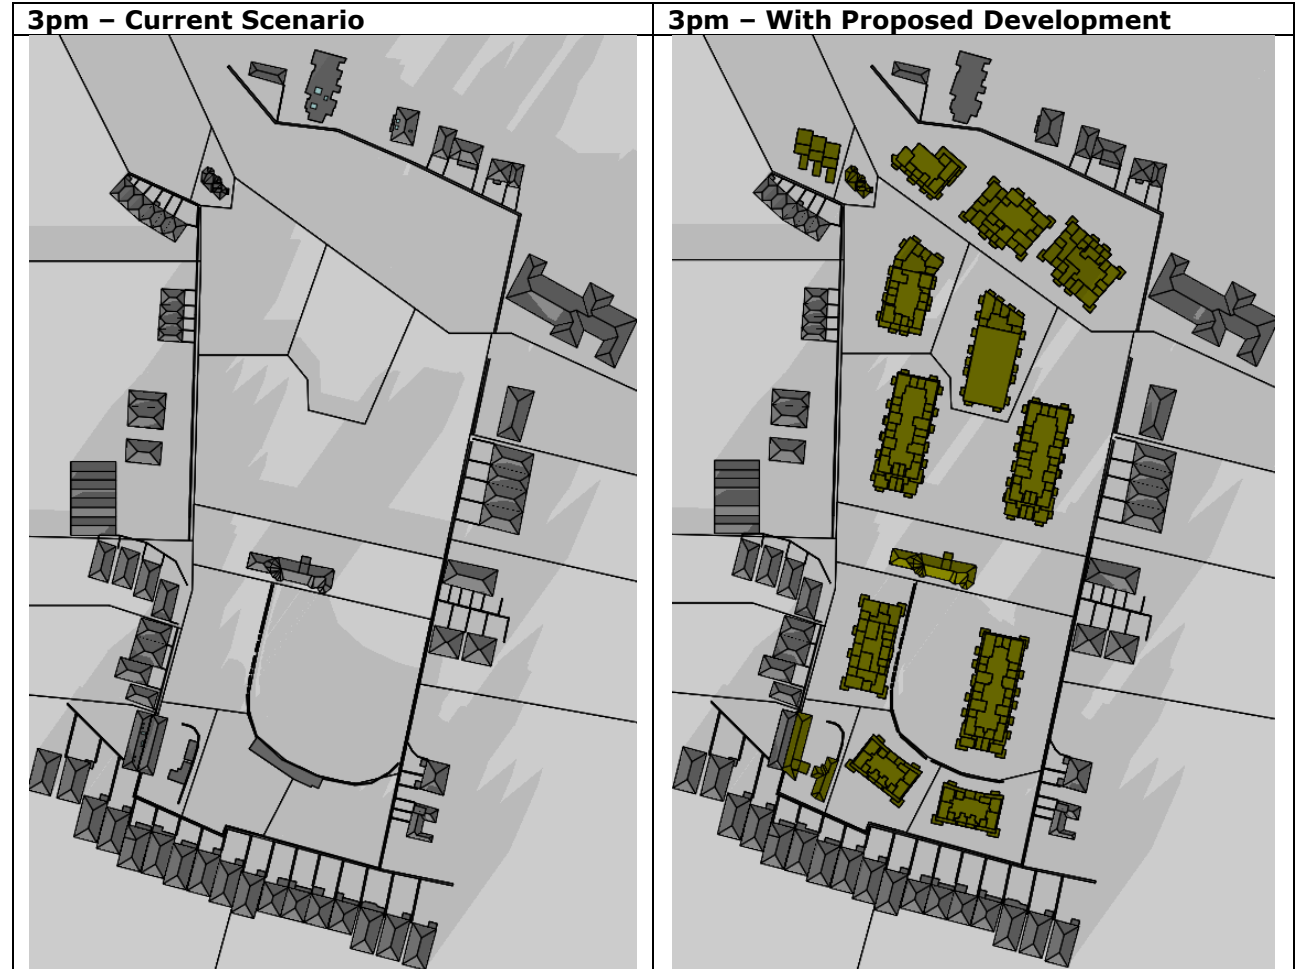 3pm – Current Scenario
3pm – With Proposed Development